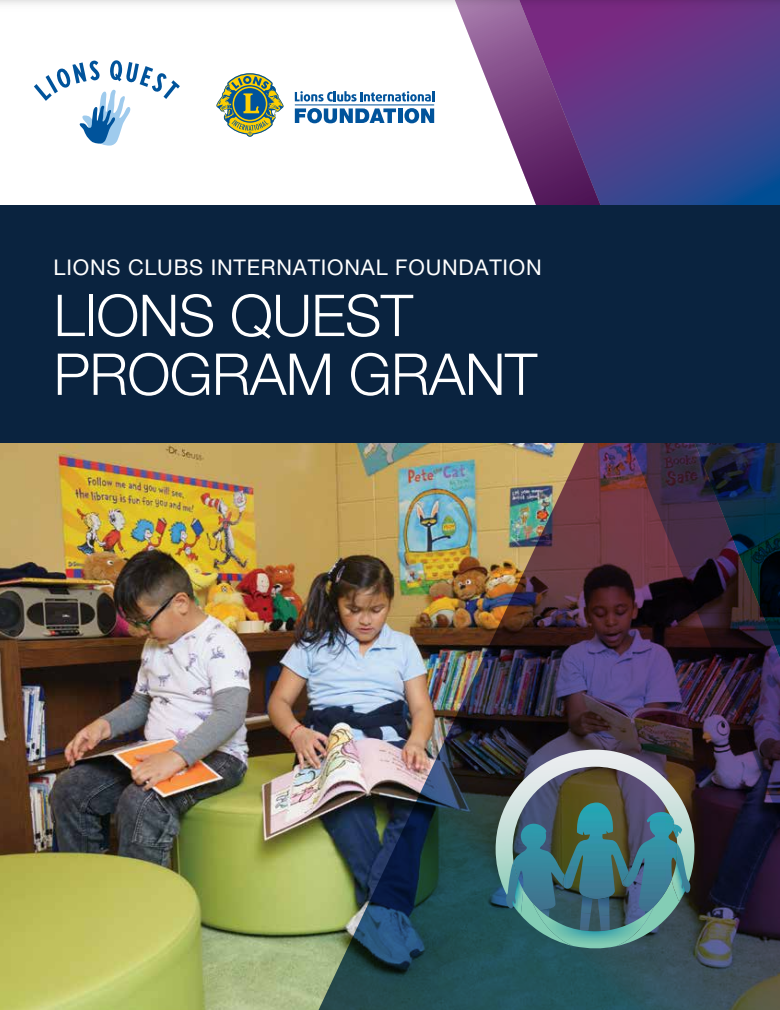 LIONS QUEST
LIONS
L
INTERNATIONAL
Lions Clubs International
FOUNDATION
LIONS CLUBS INTERNATIONAL FOUNDATION
LIONS QUEST
PROGRAM GRANT
-Dr. Seuss-
Follow me and you will see,
the library is fun for you and me!
Pete the Cat
Safe